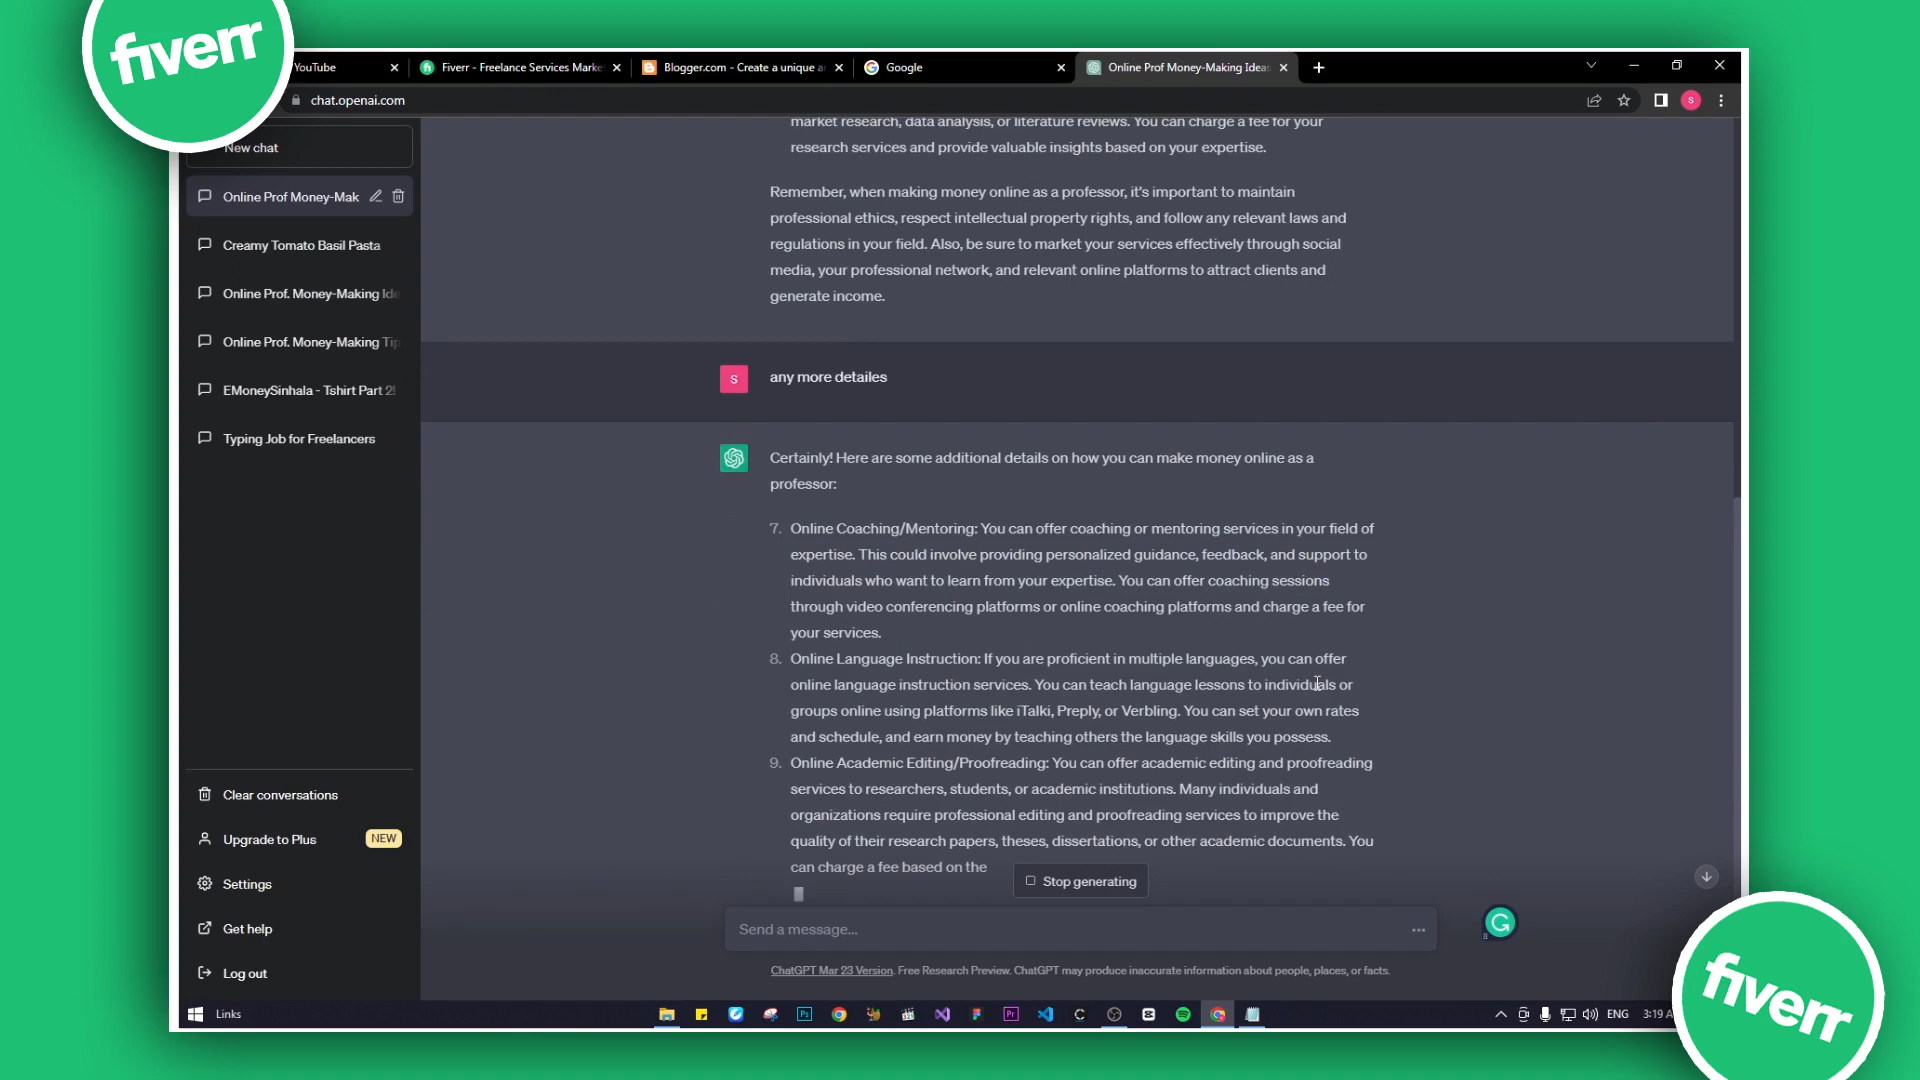 fiverr
YouTube
Fiverr - Freelance Services Marke
Blogger.com - Create a unique a
Google
Online Prof Money-Making Ideas
chat.openai.com
S
New chat
Online Prof Money-Mak
Creamy Tomato Basil Pasta
Online Prof. Money-Making Ide
Online Prof. Money-Making Tip
EMoneySinhala - Tshirt Part 2!
Typing Job for Freelancers
Clear conversations
Upgrade to Plus
NEW
Settings
Get help
Log out
market research, data analysis, or literature reviews. You can charge a fee for your
research services and provide valuable insights based on your expertise.
Remember, when making money online as a professor, it's important to maintain
professional ethics, respect intellectual property rights, and follow any relevant laws and
regulations in your field. Also, be sure to market your services effectively through social
media, your professional network, and relevant online platforms to attract clients and
generate income.
S
any more detailes
Certainly! Here are some additional details on how you can make money online as a
professor:
7. Online Coaching/Mentoring: You can offer coaching or mentoring services in your field of
expertise. This could involve providing personalized guidance, feedback, and support to
individuals who want to learn from your expertise. You can offer coaching sessions
through video conferencing platforms or online coaching platforms and charge a fee for
your services.
8. Online Language Instruction: If you are proficient in multiple languages, you can offer
online language instruction services. You can teach language lessons to individuals or
groups online using platforms like iTalki, Preply, or Verbling. You can set your own rates
and schedule, and earn money by teaching others the language skills you possess.
9. Online Academic Editing/Proofreading: You can offer academic editing and proofreading
services to researchers, students, or academic institutions. Many individuals and
organizations require professional editing and proofreading services to improve the
quality of their research papers, theses, dissertations, or other academic documents. You
can charge a fee based on the
Stop generating
Send a message...
ChatGPT Mar 23 Version. Free Research Preview. ChatGPT may produce inaccurate information about people, places, or facts.
Links
Ps
Pr
ENG
3:19 A
fiverr